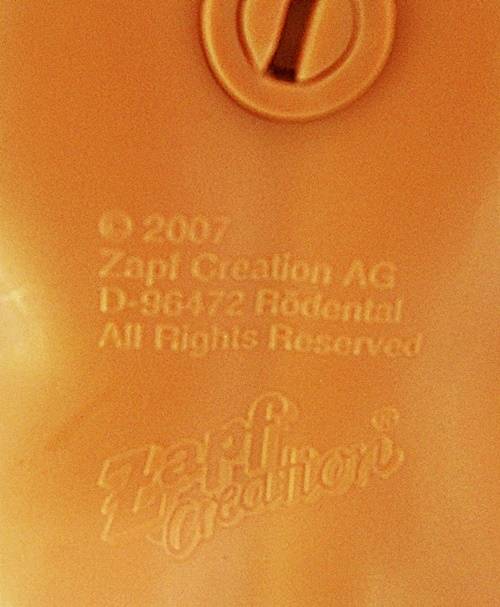 © 2007
Zapf Creation AG
D-96472 Rödental
All Rights Reserved
Zapf
Creation®